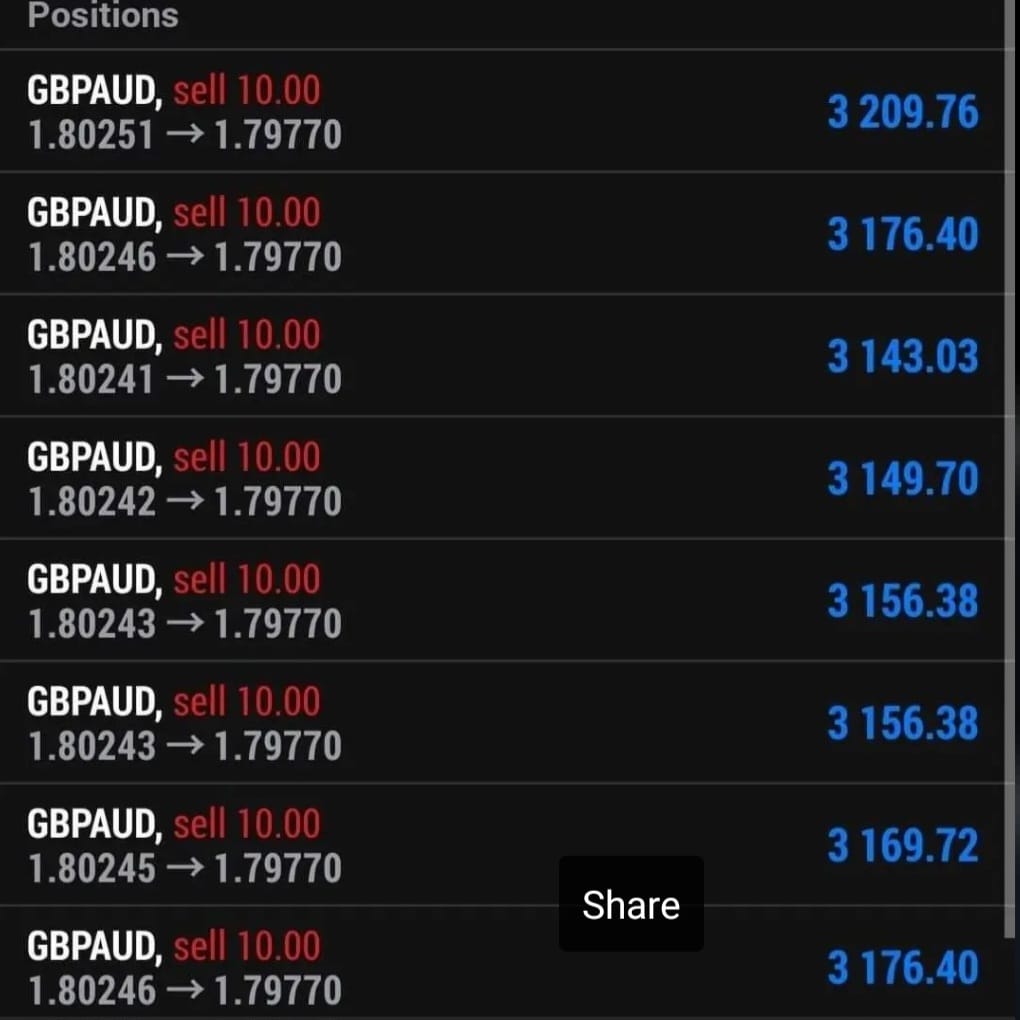 Positions
GBPAUD, sell 10.00
1.80251 → 1.79770
3 209.76
GBPAUD, sell 10.00
1.80246 → 1.79770
3 176.40
GBPAUD, sell 10.00
1.80241 → 1.79770
3 143.03
GBPAUD, sell 10.00
1.80242 → 1.79770
3 149.70
GBPAUD, sell 10.00
1.80243 → 1.79770
3 156.38
GBPAUD, sell 10.00
1.80243 → 1.79770
3 156.38
GBPAUD, sell 10.00
1.80245 → 1.79770
3 169.72
Share
GBPAUD, sell 10.00
1.80246 → 1.79770
3 176.40